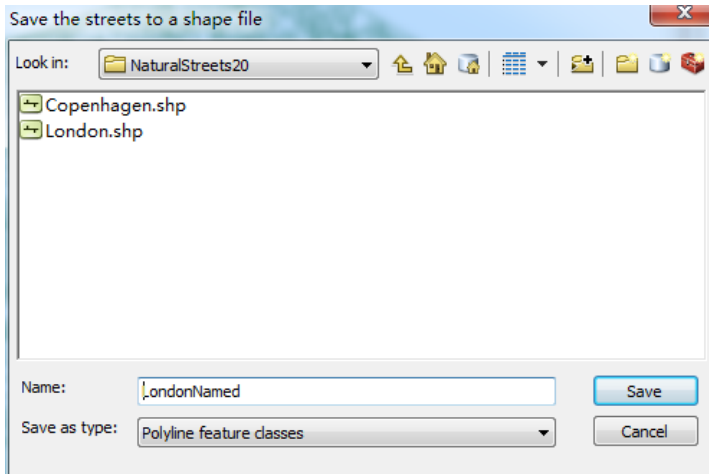 Save the streets to a shape file
X
Look in:
NaturalStreets20
Copenhagen.shp
London.shp
Name:
LondonNamed
Save
Save as type:
Polyline feature classes
Cancel